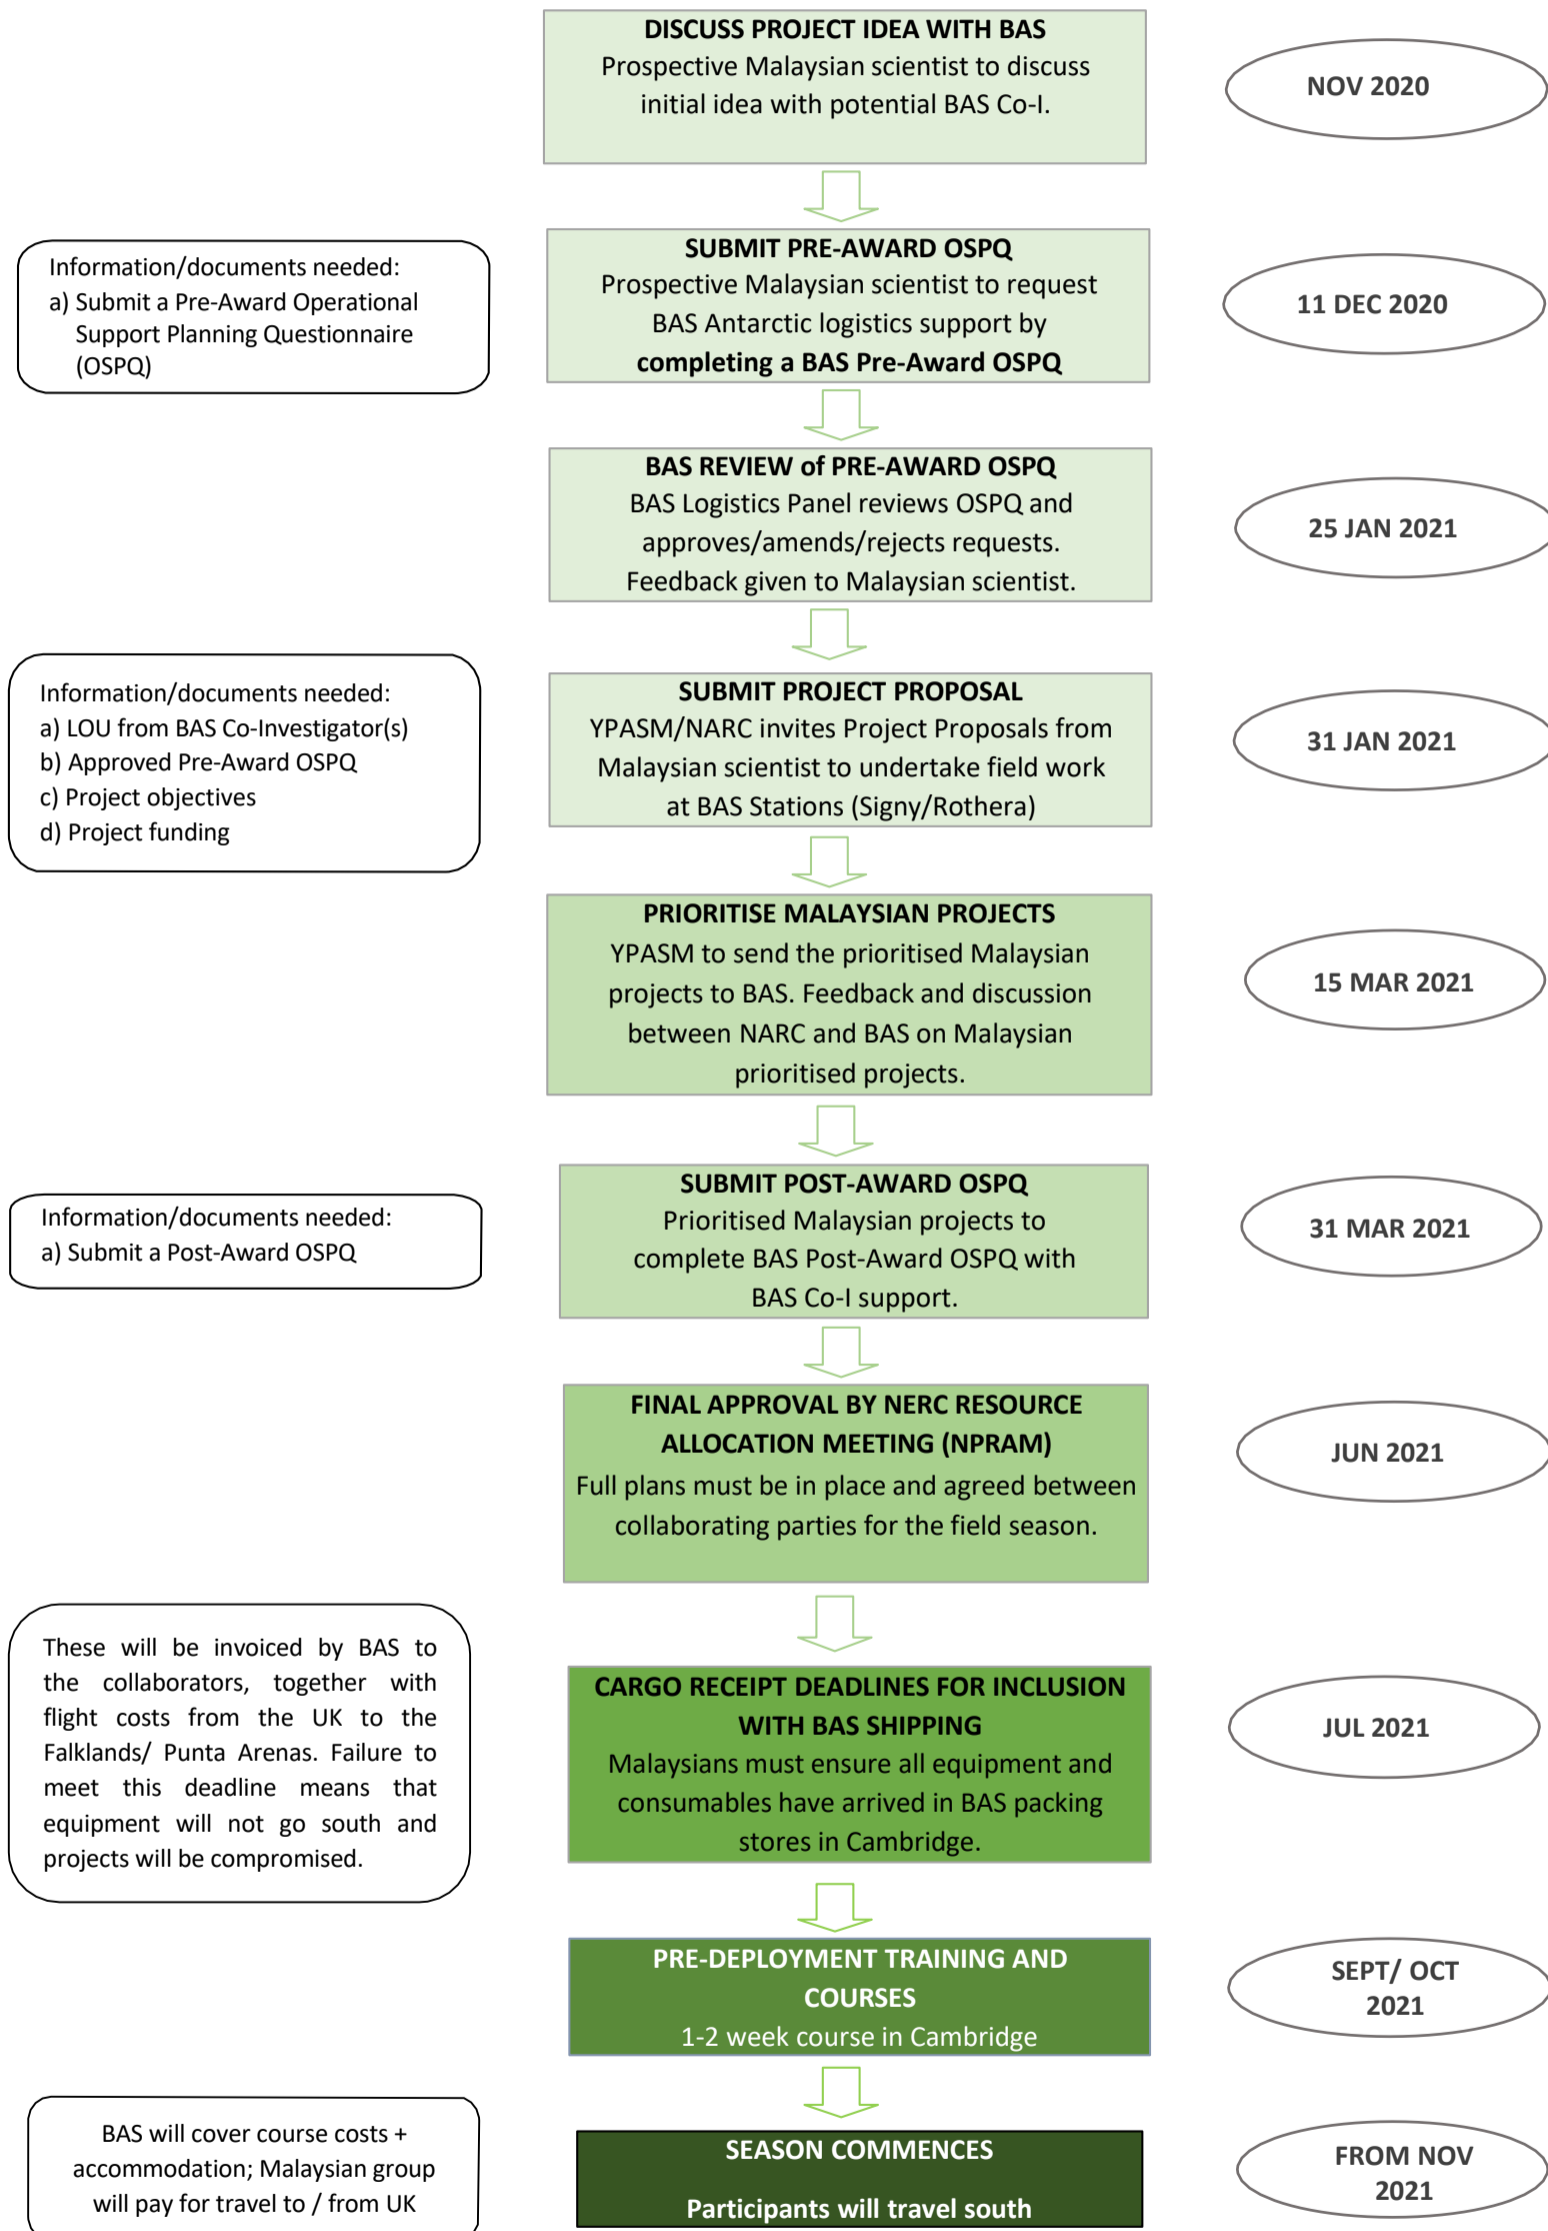 DISCUSS PROJECT IDEA WITH BAS
Prospective Malaysian scientist to discuss
initial idea with potential BAS Co-I.
NOV 2020
Information/documents needed:
a) Submit a Pre-Award Operational
Support Planning Questionnaire
(OSPQ)
SUBMIT PRE-AWARD OSPQ
Prospective Malaysian scientist to request
BAS Antarctic logistics support by
completing a BAS Pre-Award OSPQ
11 DEC 2020
BAS REVIEW of PRE-AWARD OSPQ
BAS Logistics Panel reviews OSPQ and
approves/amends/rejects requests.
Feedback given to Malaysian scientist.
25 JAN 2021
Information/documents needed:
a) LOU from BAS Co-Investigator(s)
b) Approved Pre-Award OSPQ
c) Project objectives
d) Project funding
SUBMIT PROJECT PROPOSAL
YPASM/NARC invites Project Proposals from
Malaysian scientist to undertake field work
at BAS Stations (Signy/Rothera)
31 JAN 2021
PRIORITISE MALAYSIAN PROJECTS
YPASM to send the prioritised Malaysian
projects to BAS. Feedback and discussion
between NARC and BAS on Malaysian
prioritised projects.
15 MAR 2021
Information/documents needed:
a) Submit a Post-Award OSPQ
SUBMIT POST-AWARD OSPQ
Prioritised Malaysian projects to
complete BAS Post-Award OSPQ with
BAS Co-I support.
31 MAR 2021
FINAL APPROVAL BY NERC RESOURCE
ALLOCATION MEETING (NPRAM)
Full plans must be in place and agreed between
collaborating parties for the field season.
JUN 2021
These will be invoiced by BAS to
the collaborators, together with
flight costs from the UK to the
Falklands/ Punta Arenas. Failure to
meet this deadline means that
equipment will not go south and
projects will be compromised.
CARGO RECEIPT DEADLINES FOR INCLUSION
WITH BAS SHIPPING
Malaysians must ensure all equipment and
consumables have arrived in BAS packing
stores in Cambridge.
JUL 2021
PRE-DEPLOYMENT TRAINING AND
COURSES
1-2 week course in Cambridge
SEPT/ OCT
2021
BAS will cover course costs +
accommodation; Malaysian group
will pay for travel to / from UK
SEASON COMMENCES
Participants will travel south
FROM NOV
2021